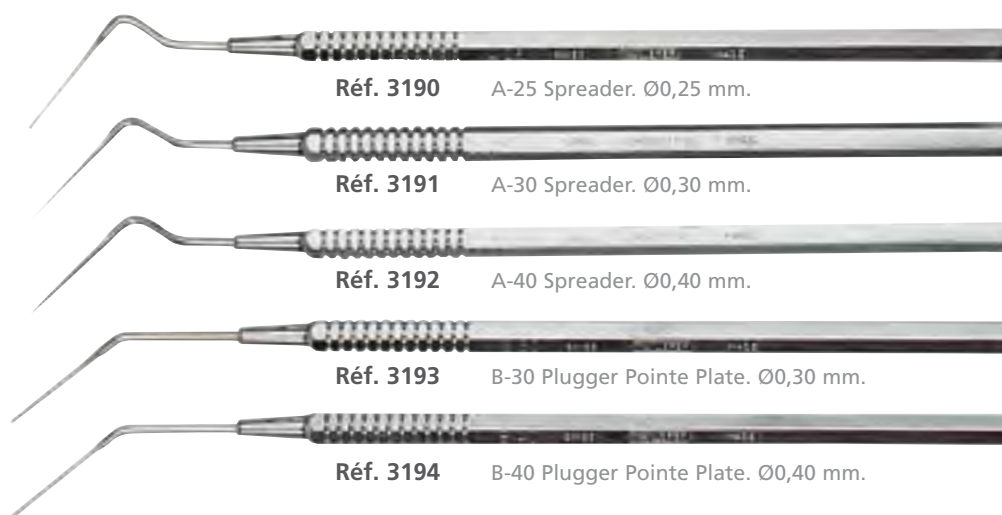 Réf. 3190 A-25 Spreader. Ø0,25 mm.
Réf. 3191 A-30 Spreader. Ø0,30 mm.
Réf. 3192 A-40 Spreader. Ø0,40 mm.
Réf. 3193 B-30 Plugger Pointe Plate. Ø0,30 mm.
Réf. 3194 B-40 Plugger Pointe Plate. Ø0,40 mm.